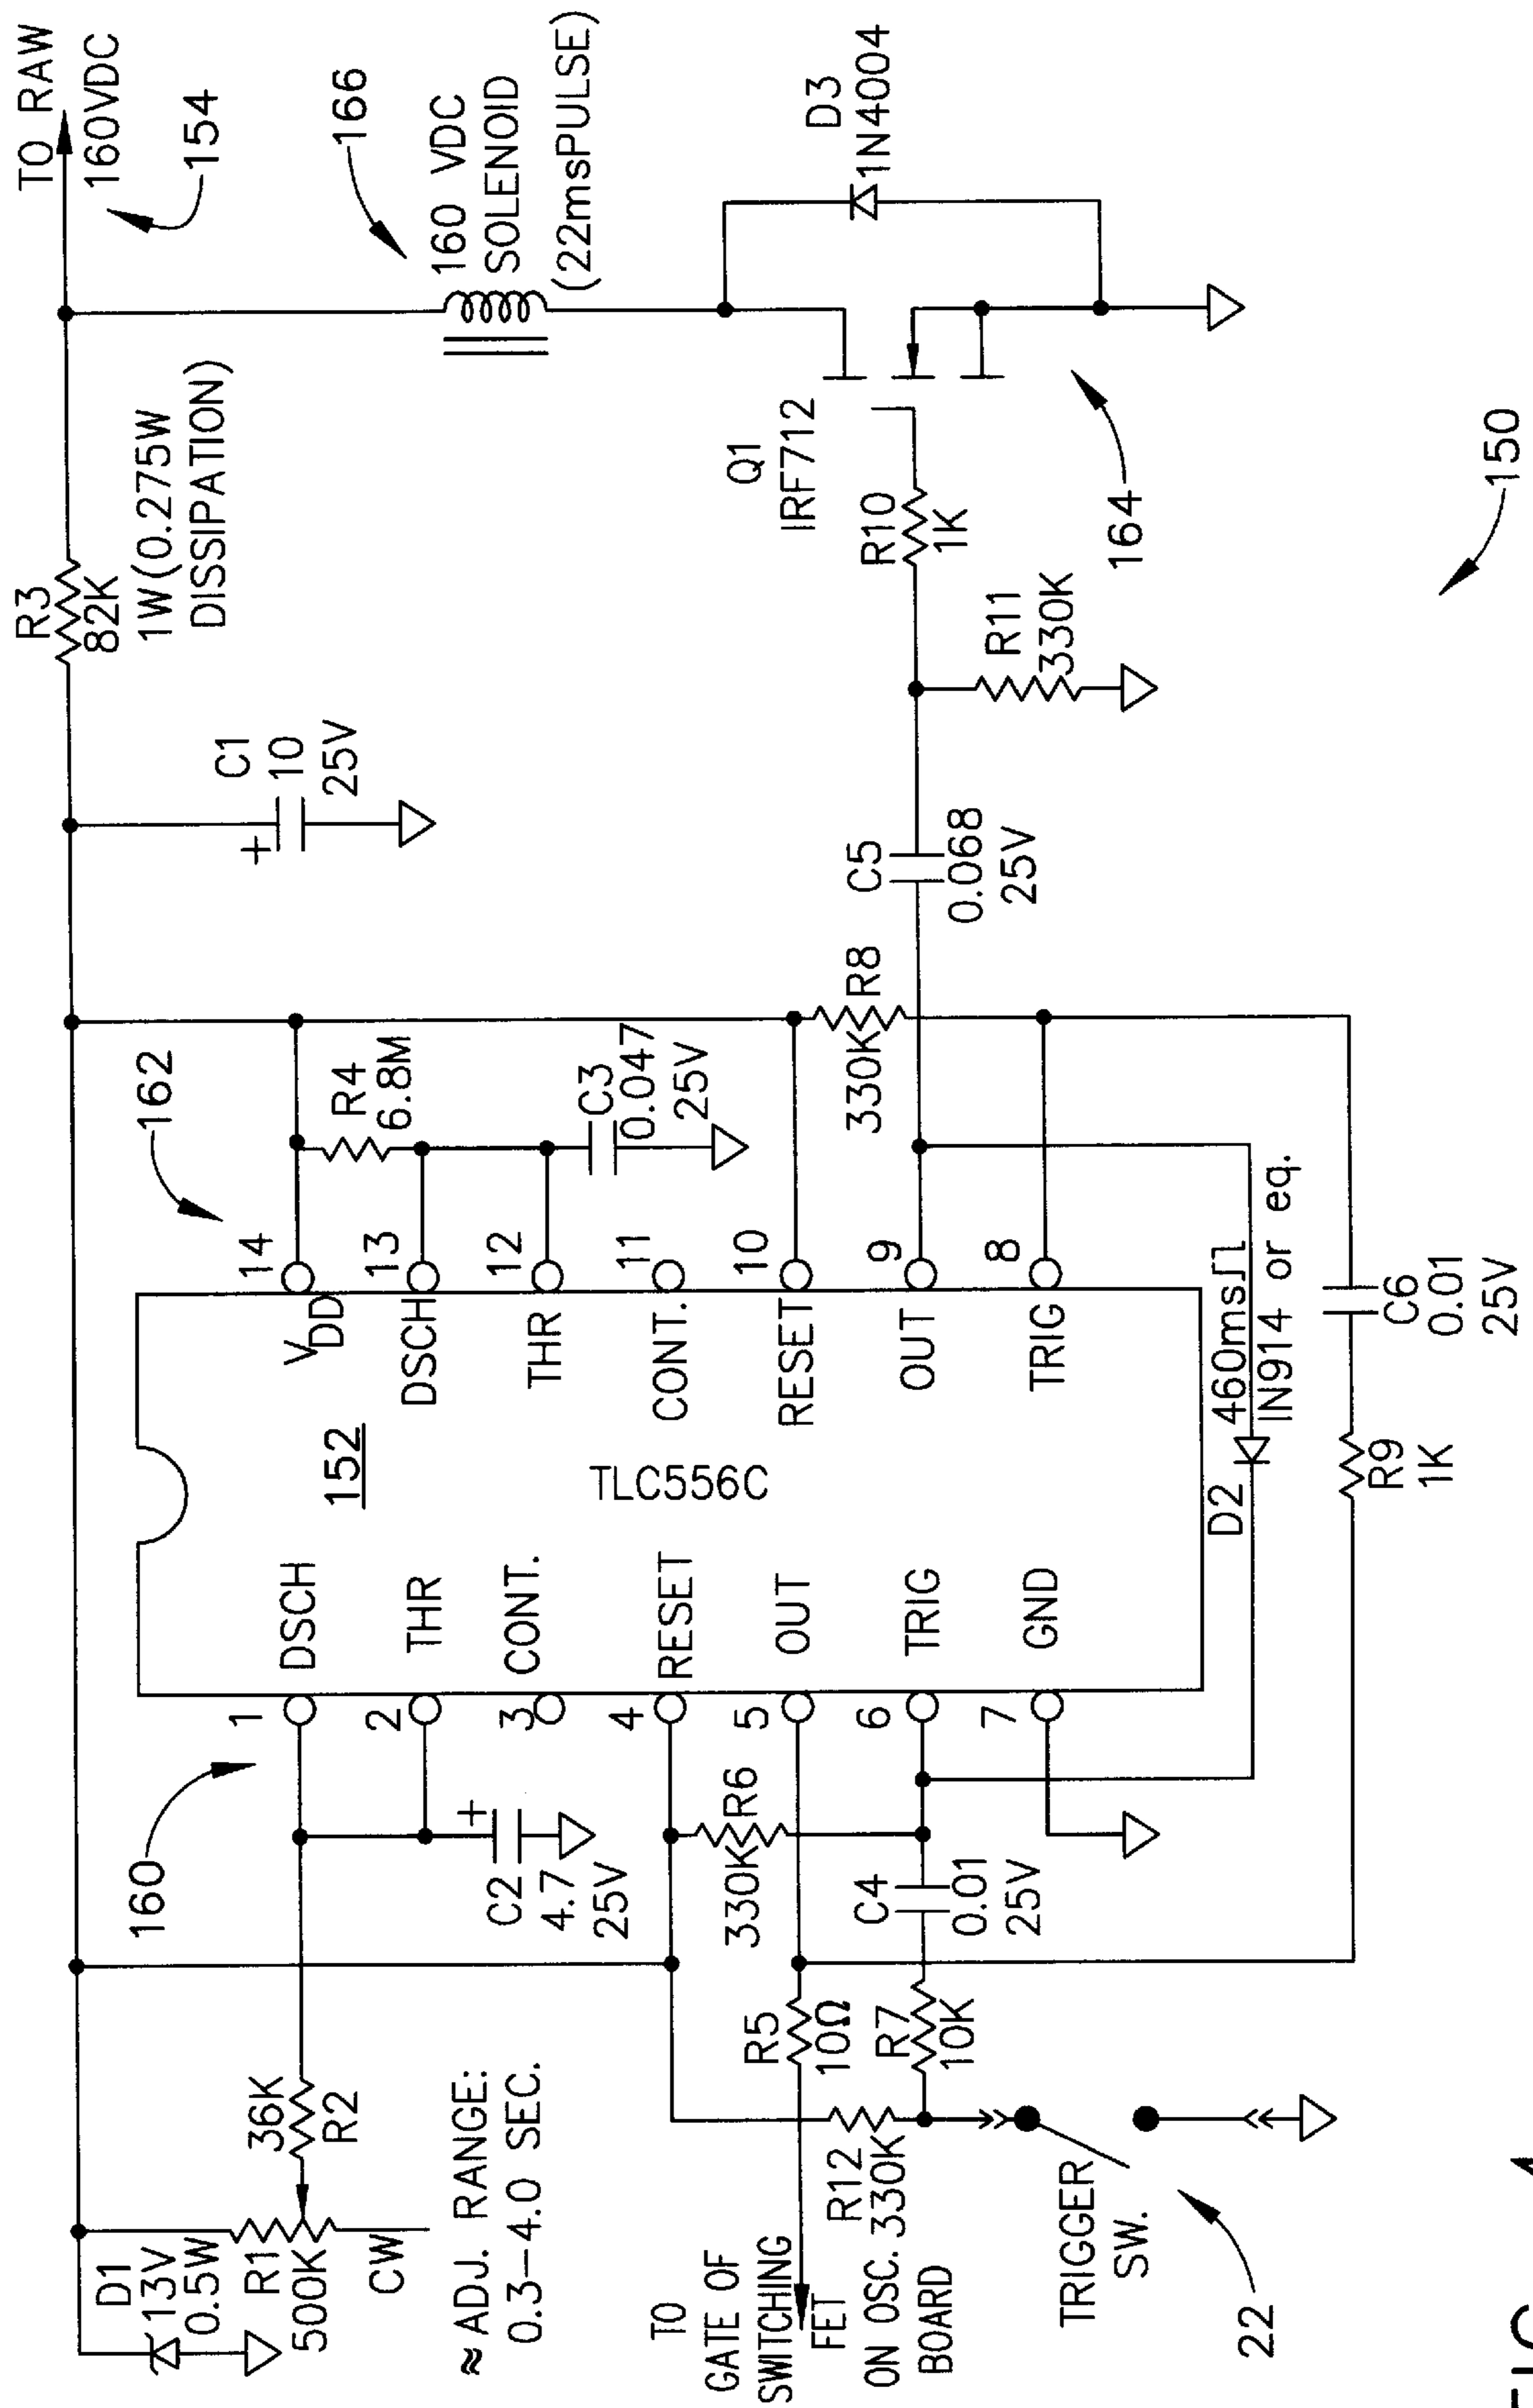 TO RAW
160VDC
154
R3
82K
1W(0.275W
DISSIPATION)
166
160 VDC
SOLENOID
(22msPULSE)
D3
1N4004
C1
+
10
25V
Q1
IRF712
R10
1K
164
R11
330K
C5
0.068
25V
150
162
R4
6.8M
C3
0.047
25V
R8
330K
14
13
12
11
10
9
8
VDD
DSCH
THR
CONT.
RESET
OUT
TRIG
152
TLC556C
DSCH
THR
CONT.
RESET
OUT
TRIG
GND
1
2
3
4
5
6
7
460ms
IN914 or eq.
D2
C6
0.01
25V
R9
1K
160
+
C2
4.7
25V
R6
330K
C4
0.01
25V
36K
R2
R5
10Ω
R7
10K
D1
13V
0.5W
R1
500K
CW
≈ ADJ. RANGE:
0.3–4.0 SEC.
R12
330K
TO
GATE OF
SWITCHING
FET
ON OSC.
BOARD
TRIGGER
SW.
22